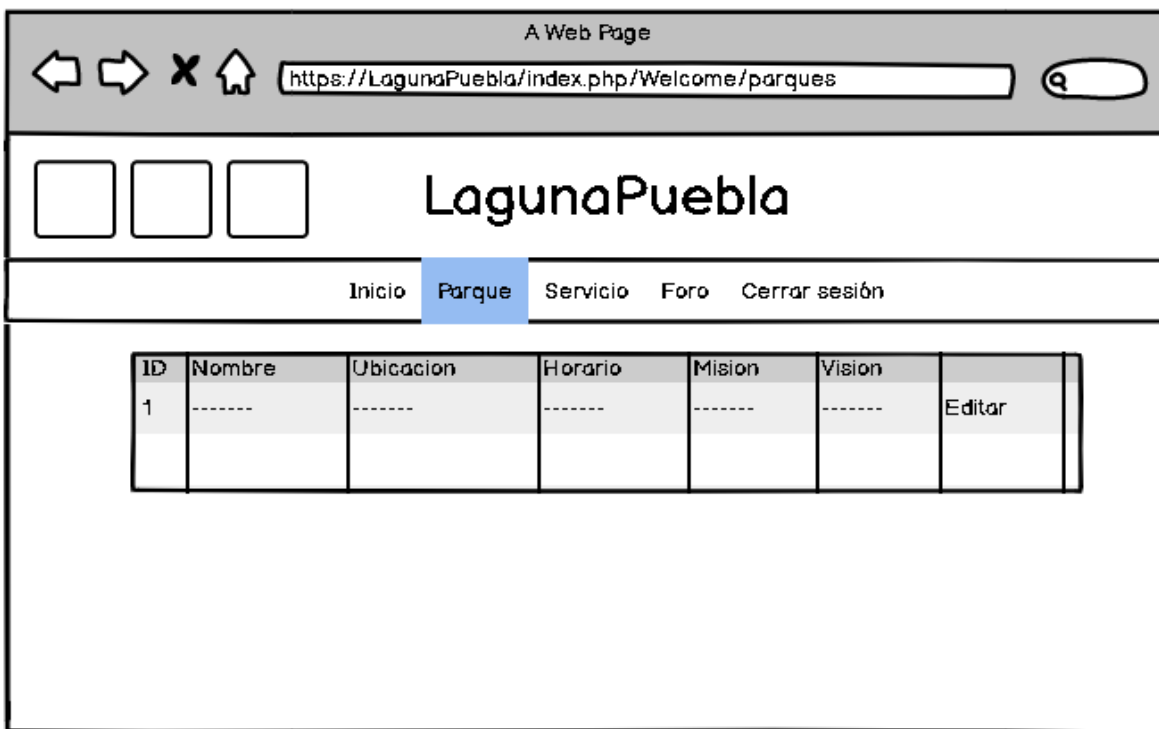 A Web Page
https://LagunaPuebla/index.php/Welcome/parques
LagunaPuebla
Inicio Parque Servicio Foro Cerrar sesión
ID Nombre Ubicacion Horario Mision Vision
1 ------- ------- ------- ------- ------- Editar